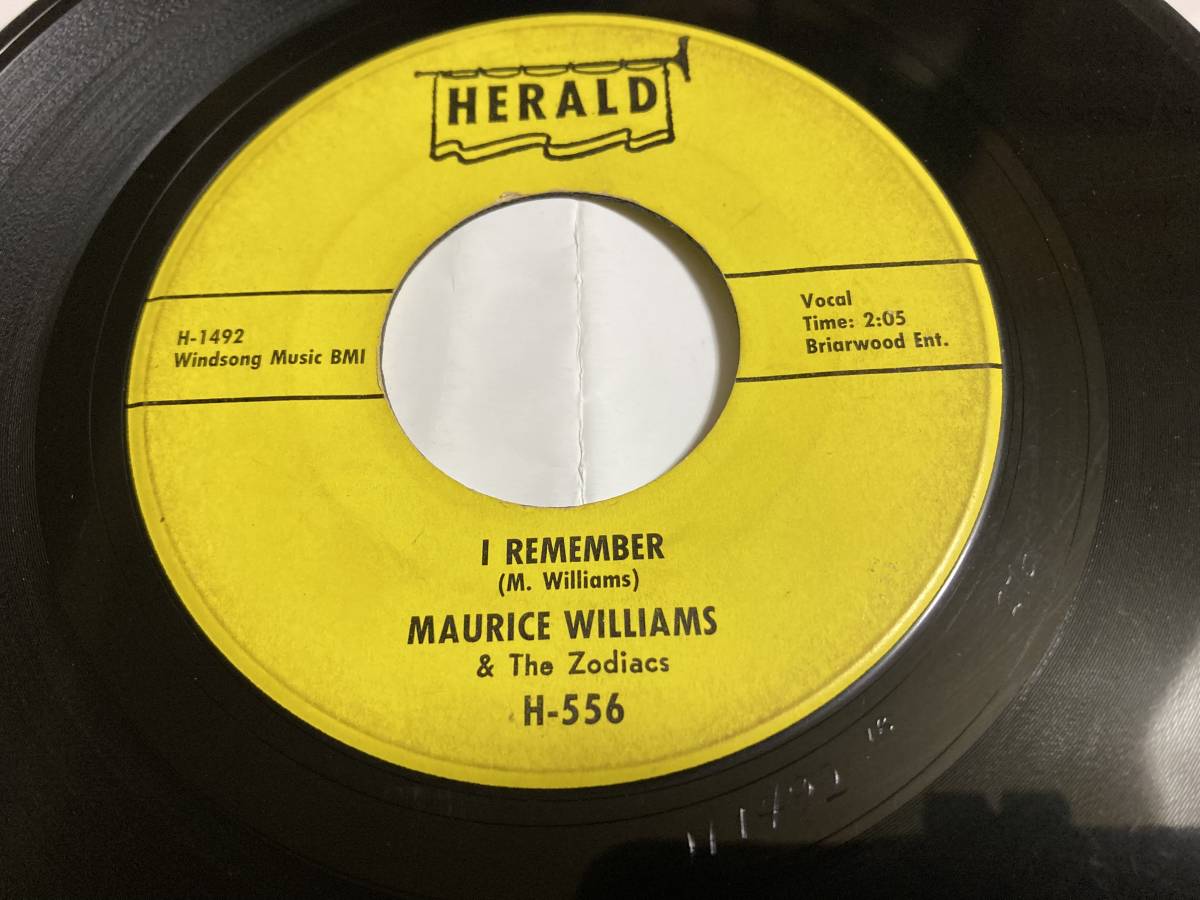 HERALD
H-1492
Windsong Music BMI
Vocal
Time: 2:05
Briarwood Ent.
I REMEMBER
(M. Williams)
MAURICE WILLIAMS
& The Zodiacs
H-556